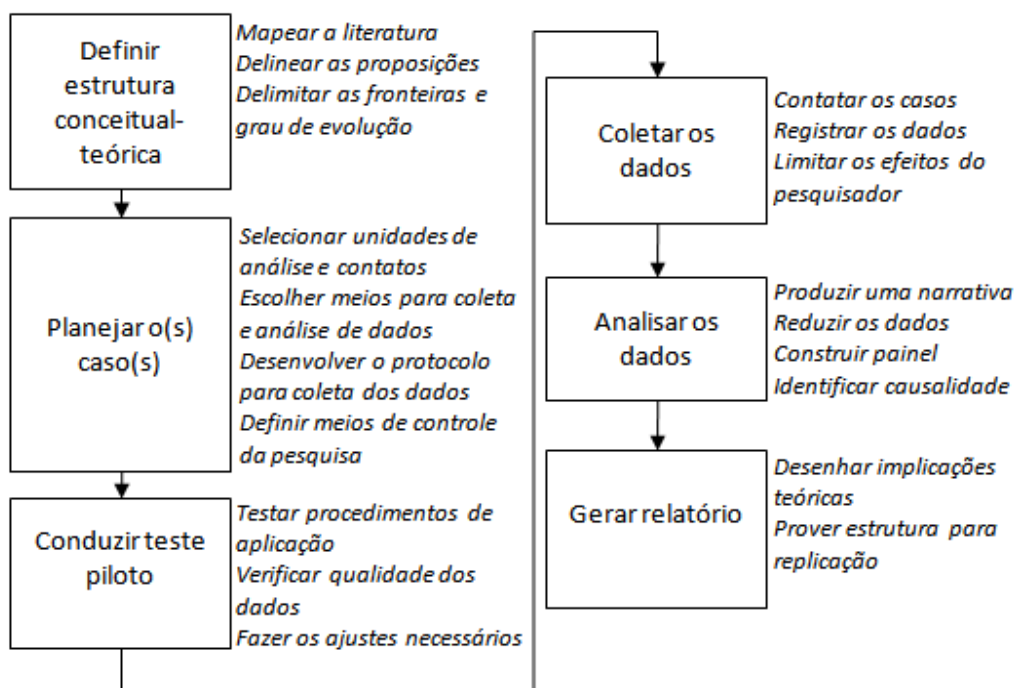 Definir
estrutura
conceitual-
teórica
Mapear a literatura
Delinear as proposições
Delimitar as fronteiras e
grau de evolução
Planejar o(s)
caso(s)
Selecionar unidades de
análise e contatos
Escolher meios para coleta
e análise de dados
Desenvolver o protocolo
para coleta dos dados
Definir meios de controle
da pesquisa
Conduzir teste
piloto
Testar procedimentos de
aplicação
Verificar qualidade dos
dados
Fazer os ajustes necessários
Coletar os
dados
Contatar os casos
Registrar os dados
Limitar os efeitos do
pesquisador
Analisar os
dados
Produzir uma narrativa
Reduzir os dados
Construir painel
Identificar causalidade
Gerar relatório
Desenhar implicações
teóricas
Prover estrutura para
replicação